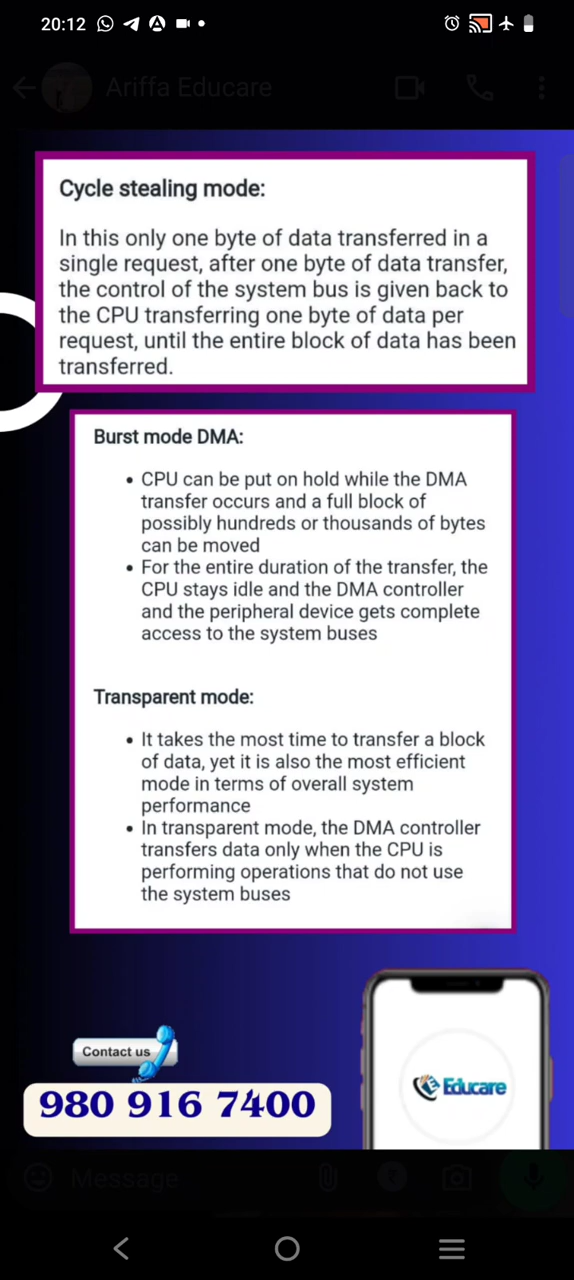 20:12
Ariffa Educare
Cycle stealing mode:
In this only one byte of data transferred in a
single request, after one byte of data transfer,
the control of the system bus is given back to
the CPU transferring one byte of data per
request, until the entire block of data has been
transferred.
Burst mode DMA:
• CPU can be put on hold while the DMA
transfer occurs and a full block of
possibly hundreds or thousands of bytes
can be moved
• For the entire duration of the transfer, the
CPU stays idle and the DMA controller
and the peripheral device gets complete
access to the system buses
Transparent mode:
• It takes the most time to transfer a block
of data, yet it is also the most efficient
mode in terms of overall system
performance
• In transparent mode, the DMA controller
transfers data only when the CPU is
performing operations that do not use
the system buses
Contact us
980 916 7400
Educare
Message